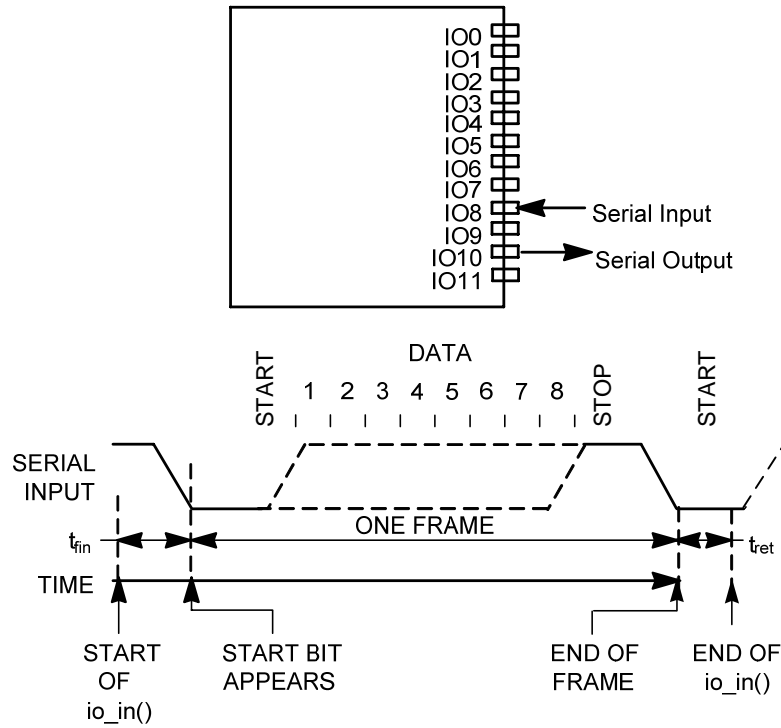 IO0
IO1
IO2
IO3
IO4
IO5
IO6
IO7
IO8
IO9
IO10
IO11
Serial Input
Serial Output
DATA
START
1 2 3 4 5 6 7 8
STOP
START
SERIAL
INPUT
ONE FRAME
tfin
tret
TIME
START
OF
io_in()
START BIT
APPEARS
END OF
FRAME
END OF
io_in()